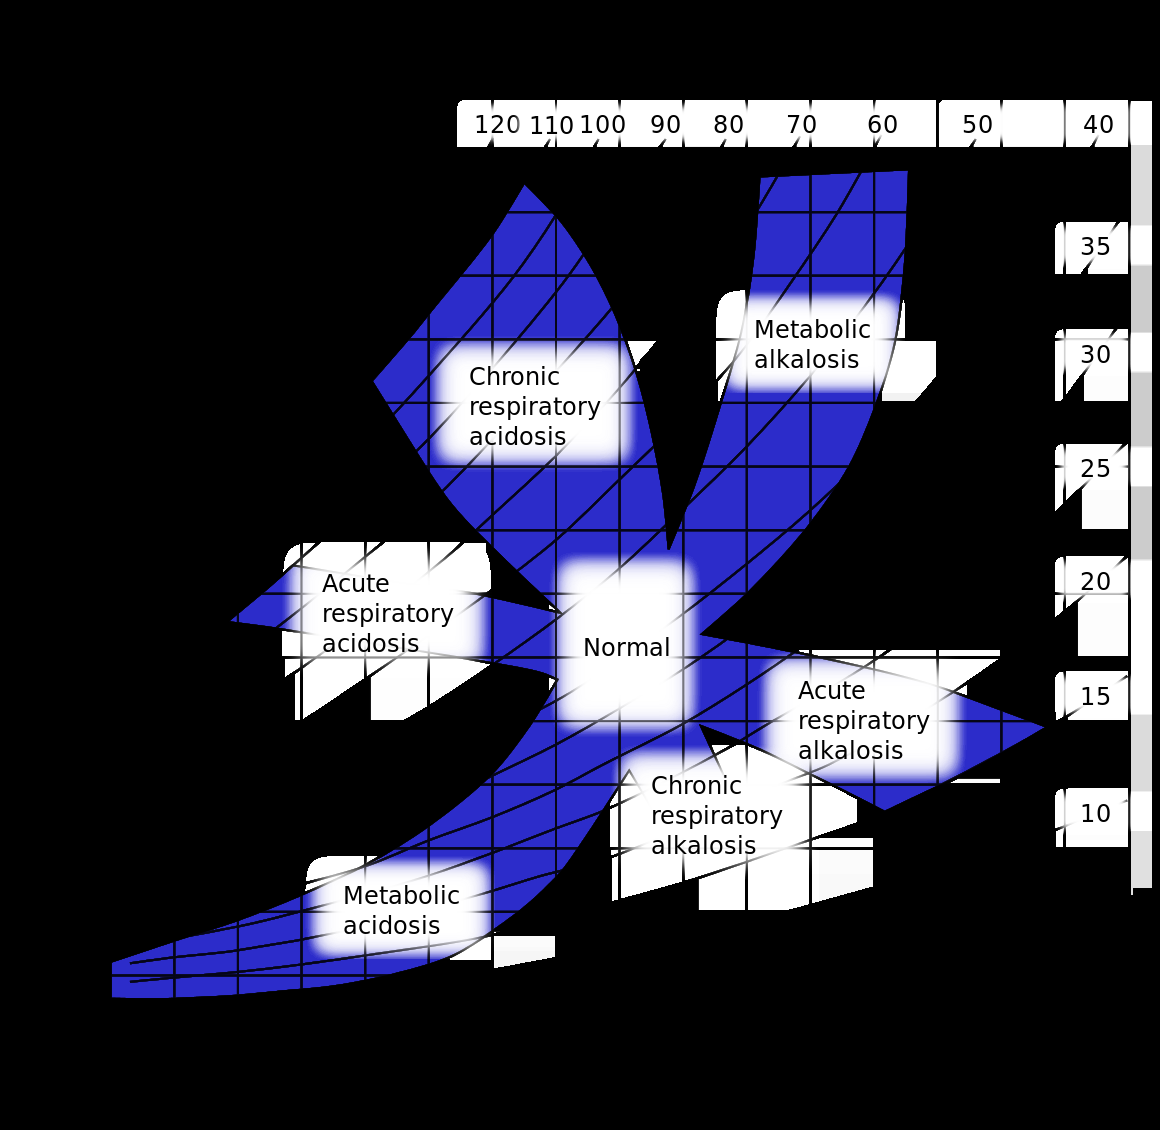 120 110 100 90 80 70 60 50 40
35
Metabolic
alkalosis
30
Chronic
respiratory
acidosis
25
20
Acute
respiratory
acidosis
Normal
Acute
respiratory
alkalosis
15
Chronic
respiratory
alkalosis
10
Metabolic
acidosis